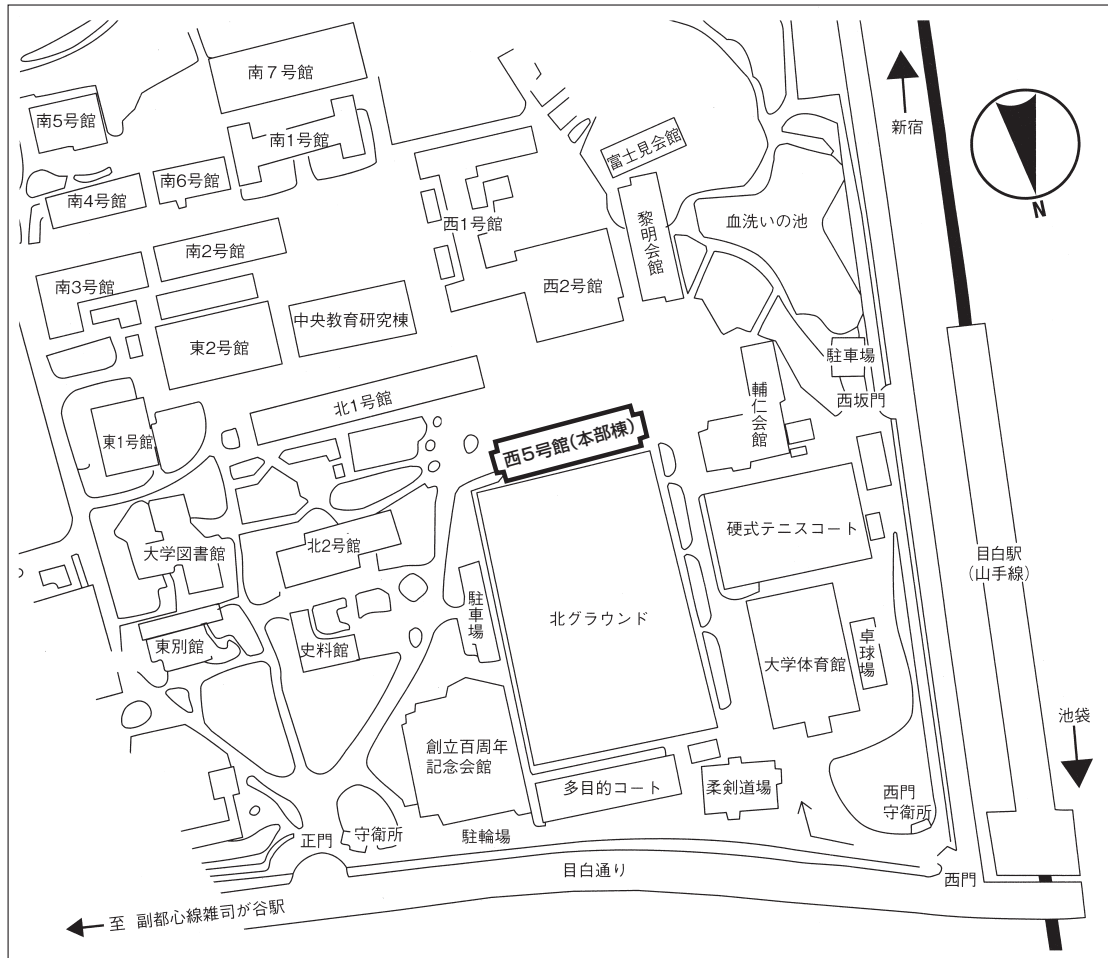 南7号館
新宿
南5号館
南1号館
富士見会館
南6号館
南4号館
N
西1号館
黎明会館
血洗いの池
南2号館
南3号館
西2号館
中央教育研究棟
東2号館
駐車場
輔仁会館
西坂門
北1号館
東1号館
西5号館(本部棟)
硬式テニスコート
北2号館
大学図書館
目白駅
(山手線)
駐車場
北グラウンド
卓球場
東別館
史料館
大学体育館
池袋
創立百周年
記念会館
多目的コート
柔剣道場
西門
守衛所
正門
守衛所
駐輪場
目白通り
西門
至 副都心線雑司が谷駅